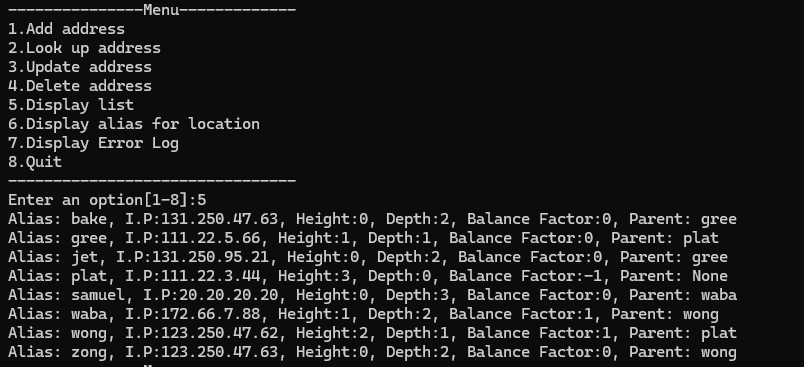 ---------------Menu-------------
1.Add address
2.Look up address
3.Update address
4.Delete address
5.Display list
6.Display alias for location
7.Display Error Log
8.Quit
--------------------------------
Enter an option[1-8]:5
Alias: bake, I.P:131.250.47.63, Height:0, Depth:2, Balance Factor:0, Parent: gree
Alias: gree, I.P:111.22.5.66, Height:1, Depth:1, Balance Factor:0, Parent: plat
Alias: jet, I.P:131.250.95.21, Height:0, Depth:2, Balance Factor:0, Parent: gree
Alias: plat, I.P:111.22.3.44, Height:3, Depth:0, Balance Factor:-1, Parent: None
Alias: samuel, I.P:20.20.20.20, Height:0, Depth:3, Balance Factor:0, Parent: waba
Alias: waba, I.P:172.66.7.88, Height:1, Depth:2, Balance Factor:1, Parent: wong
Alias: wong, I.P:123.250.47.62, Height:2, Depth:1, Balance Factor:1, Parent: plat
Alias: zong, I.P:123.250.47.63, Height:0, Depth:2, Balance Factor:0, Parent: wong